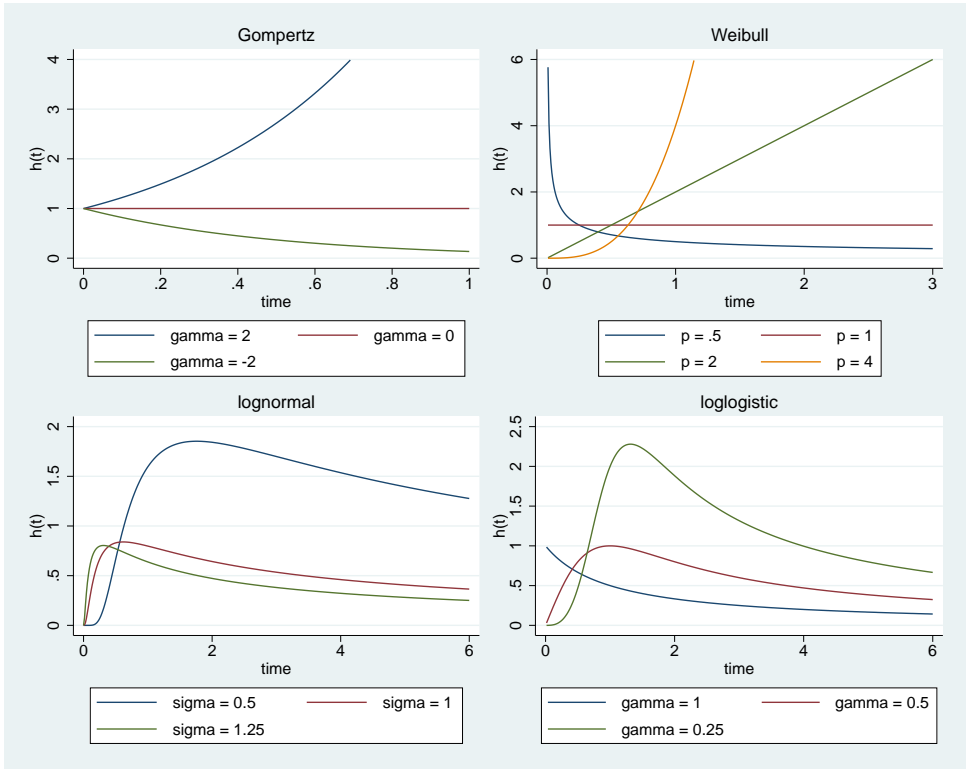 Gompertz
h(t)
4
3
2
1
0
0 .2 .4 .6 .8 1
time
gamma = 2 gamma = 0
gamma = -2
Weibull
h(t)
6
4
2
0
0 1 2 3
time
p = .5 p = 1
p = 2 p = 4
lognormal
h(t)
2
1.5
1
.5
0
0 2 4 6
time
sigma = 0.5 sigma = 1
sigma = 1.25
loglogistic
h(t)
2.5
2
1.5
1
.5
0
0 2 4 6
time
gamma = 1 gamma = 0.5
gamma = 0.25